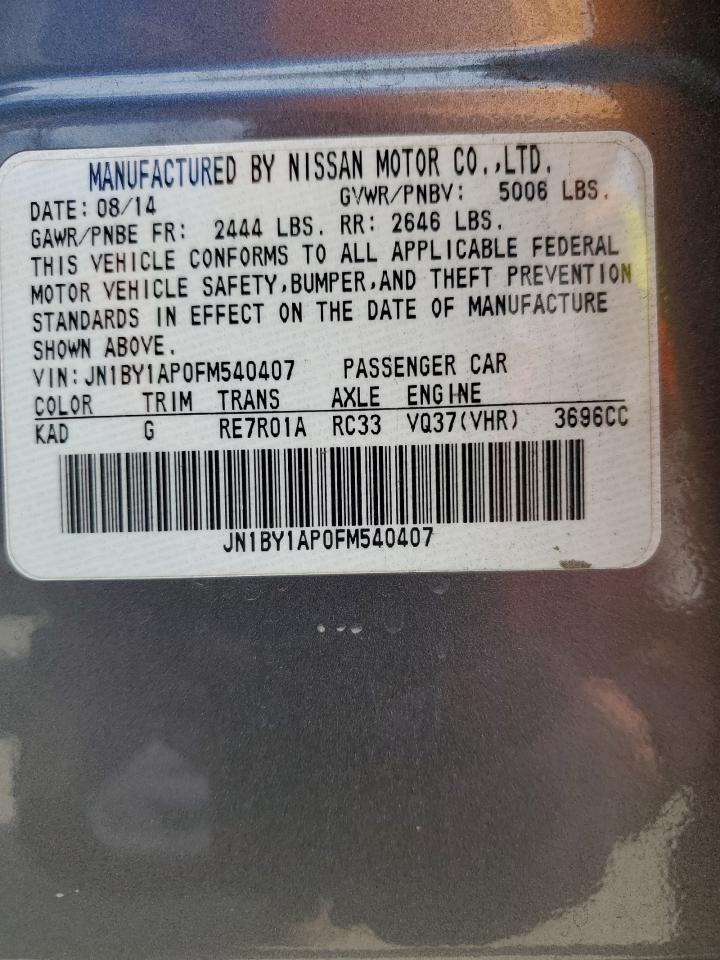 MANUFACTURED BY NISSAN MOTOR CO.,LTD.
DATE: 08/14 GVWR/PNBV: 5006 LBS.
GAWR/PNBE FR: 2444 LBS. RR: 2646 LBS.
THIS VEHICLE CONFORMS TO ALL APPLICABLE FEDERAL
MOTOR VEHICLE SAFETY,BUMPER,AND THEFT PREVENTION
STANDARDS IN EFFECT ON THE DATE OF MANUFACTURE
SHOWN ABOVE.
VIN: JN1BY1AP0FM540407 PASSENGER CAR
COLOR TRIM TRANS AXLE ENGINE
KAD G RE7R01A RC33 VQ37(VHR) 3696CC
JN1BY1AP0FM540407